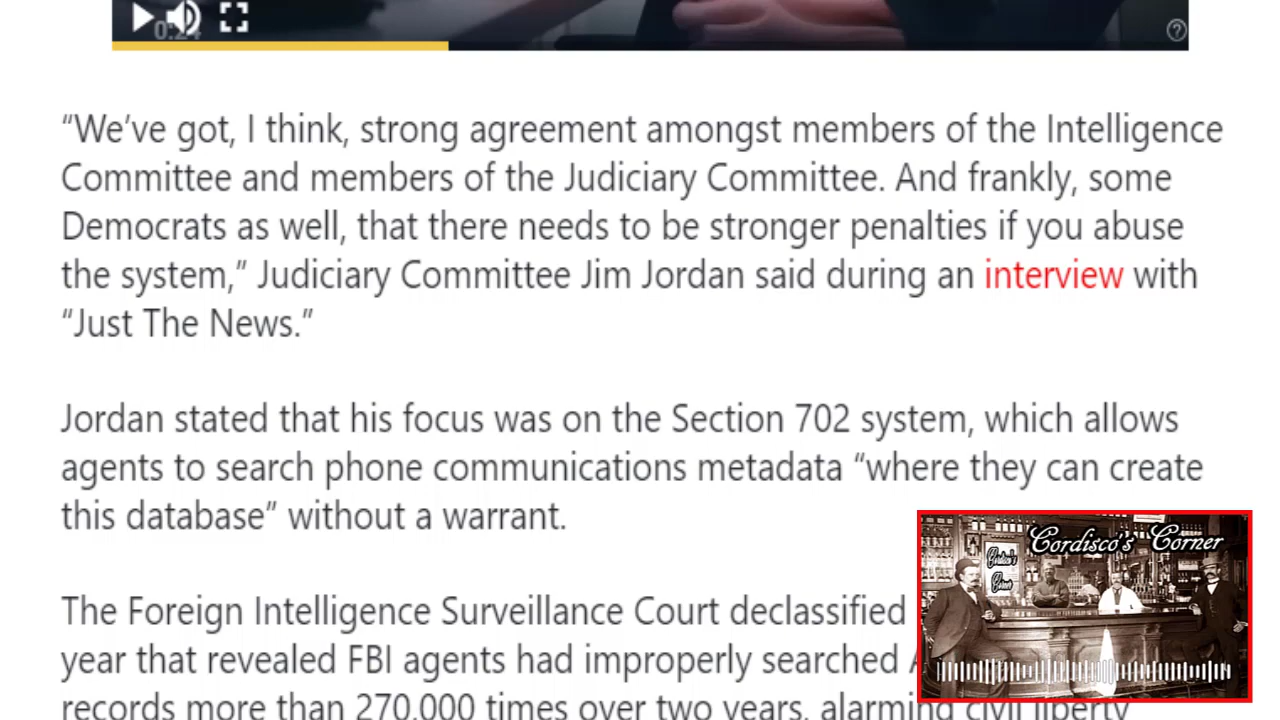 0:24
“We’ve got, I think, strong agreement amongst members of the Intelligence
Committee and members of the Judiciary Committee. And frankly, some
Democrats as well, that there needs to be stronger penalties if you abuse
the system,” Judiciary Committee Jim Jordan said during an interview with
“Just The News.”
Jordan stated that his focus was on the Section 702 system, which allows
agents to search phone communications metadata “where they can create
this database” without a warrant.
The Foreign Intelligence Surveillance Court declassified
year that revealed FBI agents had improperly searched
records more than 270,000 times over two years, alarming civil liberty
Cordisco's Corner
Cordisco's
Corner